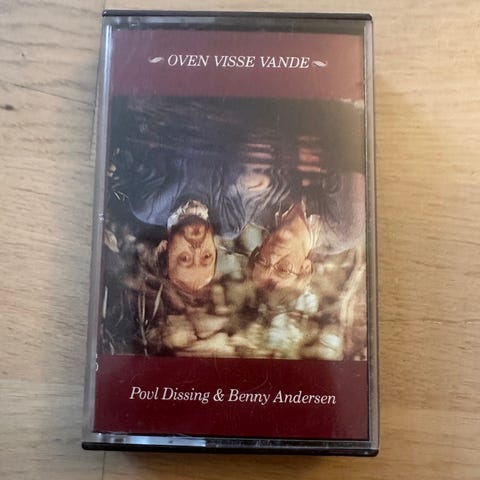 OVEN VISSE VANDE
Povl Dissing & Benny Andersen